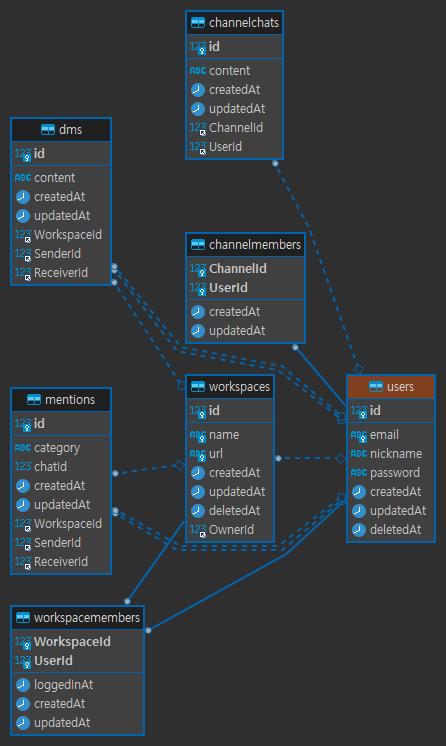 channelchats
123 id
ABC content
createdAt
updatedAt
123 ChannelId
123 UserId
dms
123 id
ABC content
createdAt
updatedAt
123 WorkspaceId
123 SenderId
123 ReceiverId
channelmembers
123 ChannelId
123 UserId
createdAt
updatedAt
workspaces
123 id
ABC name
ABC url
createdAt
updatedAt
deletedAt
123 OwnerId
users
123 id
ABC email
ABC nickname
ABC password
createdAt
updatedAt
deletedAt
mentions
123 id
ABC category
123 chatId
createdAt
updatedAt
123 WorkspaceId
123 SenderId
123 ReceiverId
workspacemembers
123 WorkspaceId
123 UserId
loggedInAt
createdAt
updatedAt